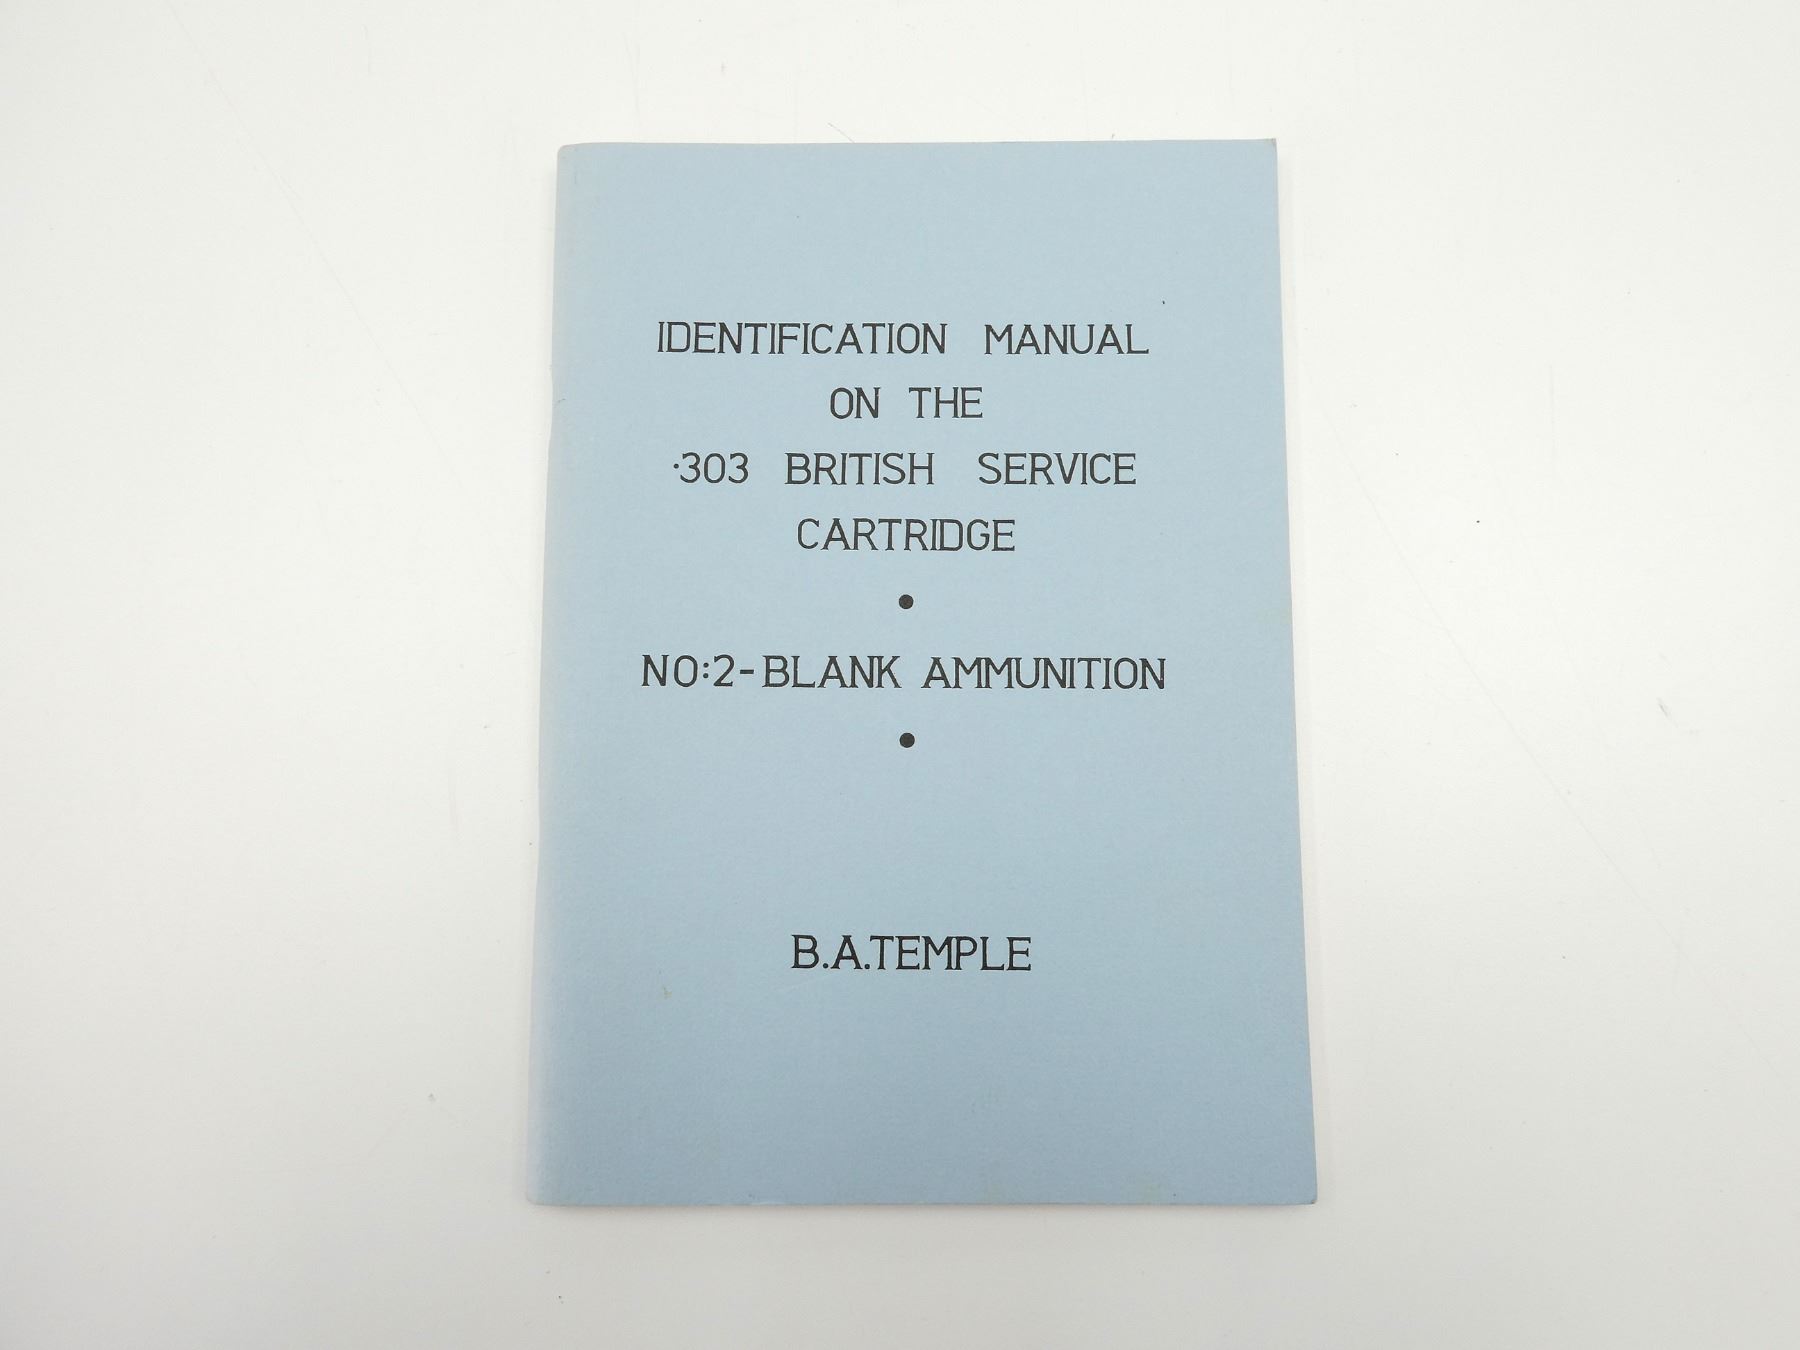 IDENTIFICATION MANUAL
ON THE
·303 BRITISH SERVICE
CARTRIDGE
•
NO:2-BLANK AMMUNITION
•
B.A.TEMPLE